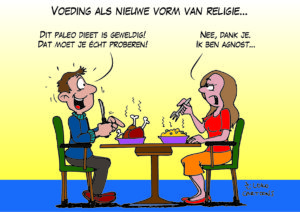 VOEDING ALS NIEUWE VORM VAN RELIGIE...
DIT PALEO DIEET IS GEWELDIG!
DAT MOET JE ÉCHT PROBEREN!
NEE, DANK JE.
IK BEN AGNOST...